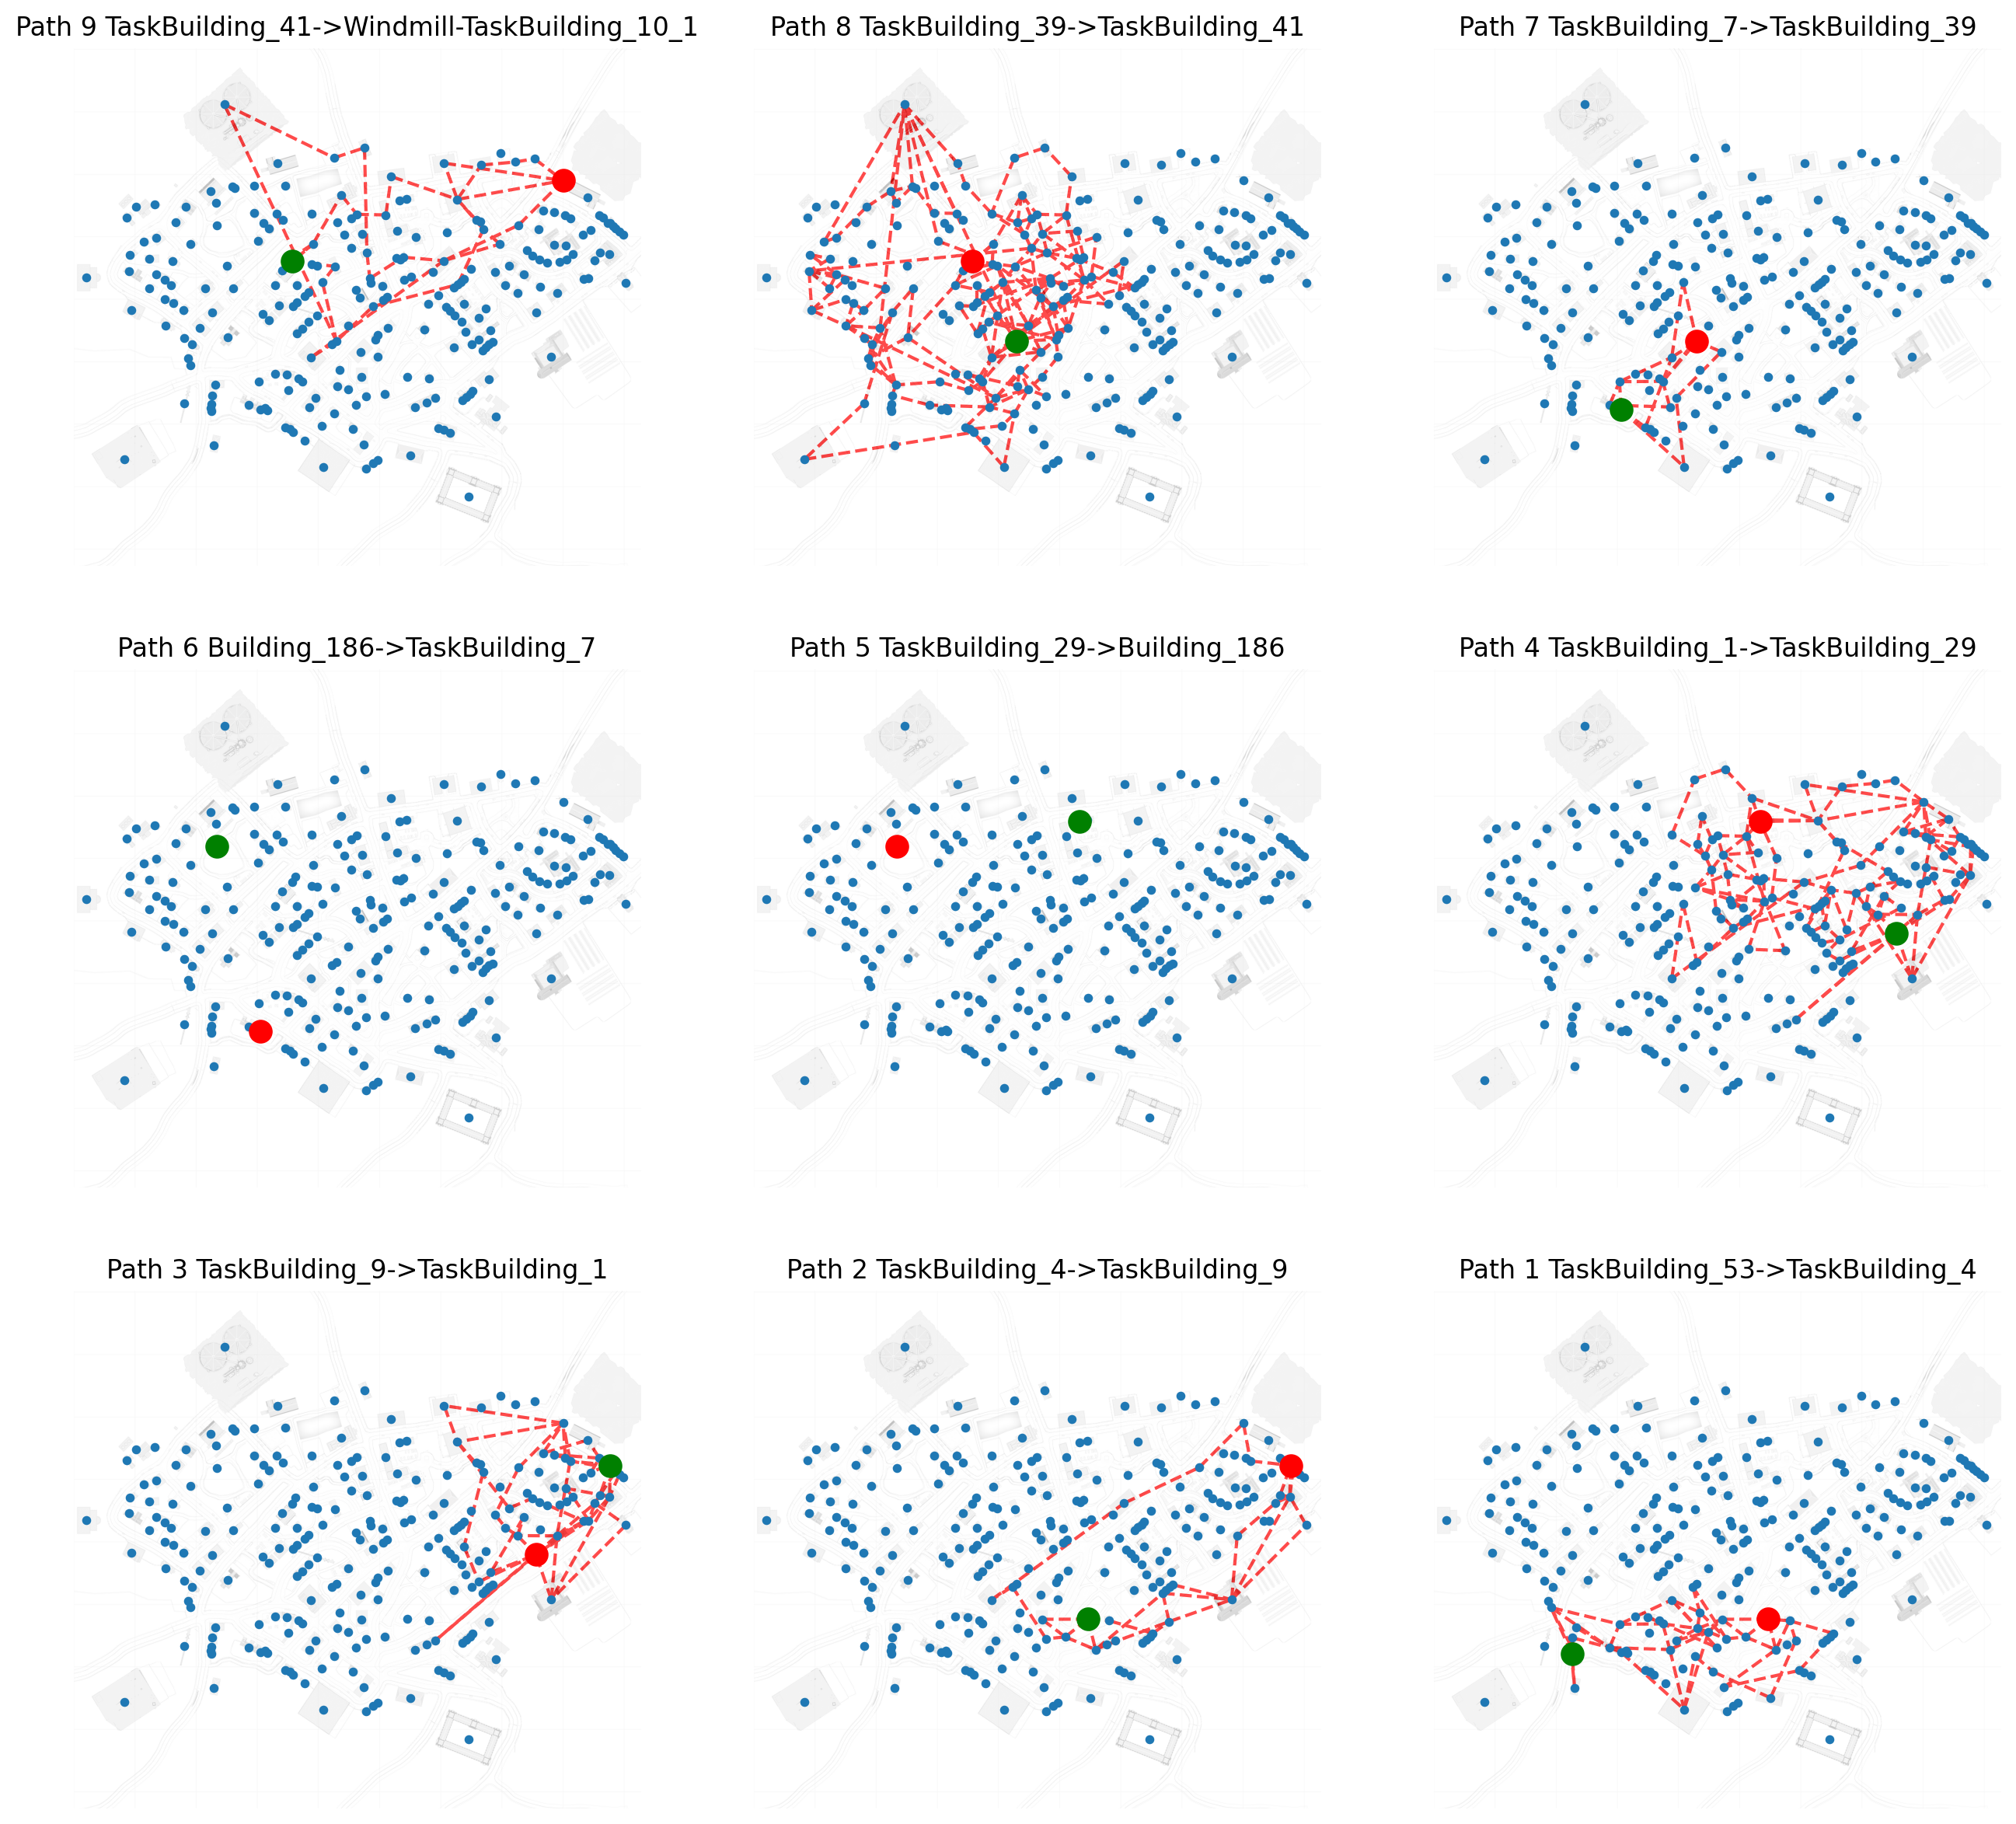 Path 9 TaskBuilding_41->Windmill-TaskBuilding_10_1
Path 8 TaskBuilding_39->TaskBuilding_41
Path 7 TaskBuilding_7->TaskBuilding_39
Path 6 Building_186->TaskBuilding_7
Path 5 TaskBuilding_29->Building_186
Path 4 TaskBuilding_1->TaskBuilding_29
Path 3 TaskBuilding_9->TaskBuilding_1
Path 2 TaskBuilding_4->TaskBuilding_9
Path 1 TaskBuilding_53->TaskBuilding_4